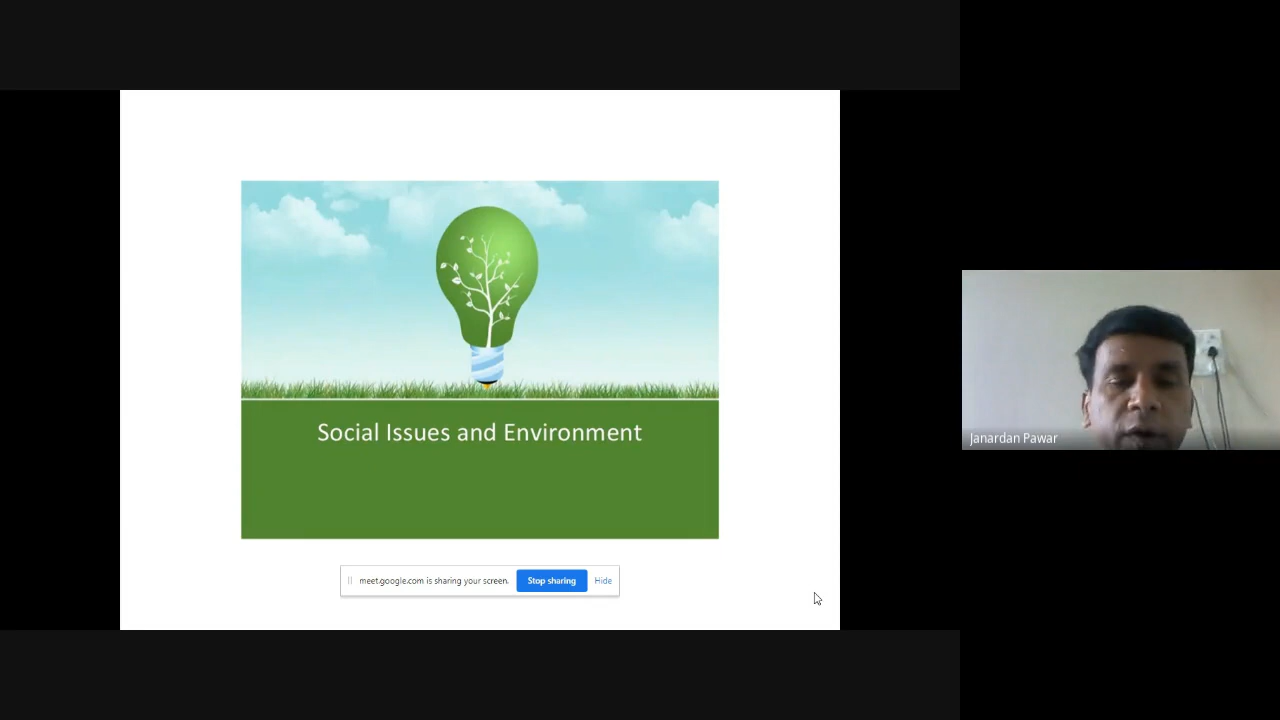 Social Issues and Environment
meet.google.com is sharing your screen.
Stop sharing
Hide
Janardan Pawar